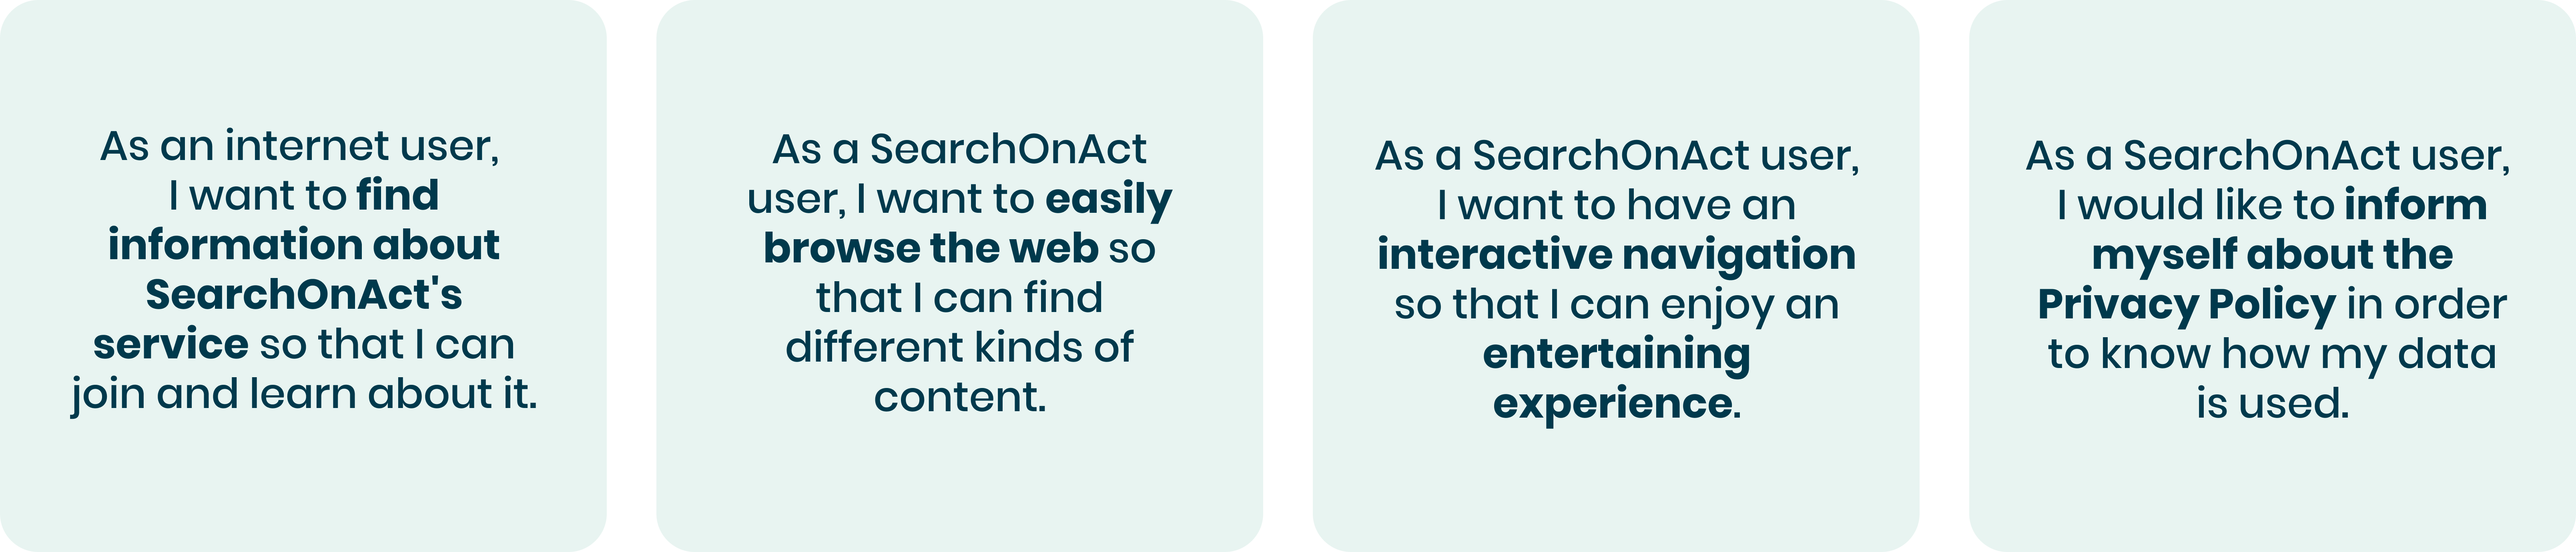 As an internet user,
I want to find
information about
SearchOnAct's
service so that I can
join and learn about it.
As a SearchOnAct
user, I want to easily
browse the web so
that I can find
different kinds of
content.
As a SearchOnAct user,
I want to have an
interactive navigation
so that I can enjoy an
entertaining
experience.
As a SearchOnAct user,
I would like to inform
myself about the
Privacy Policy in order
to know how my data
is used.